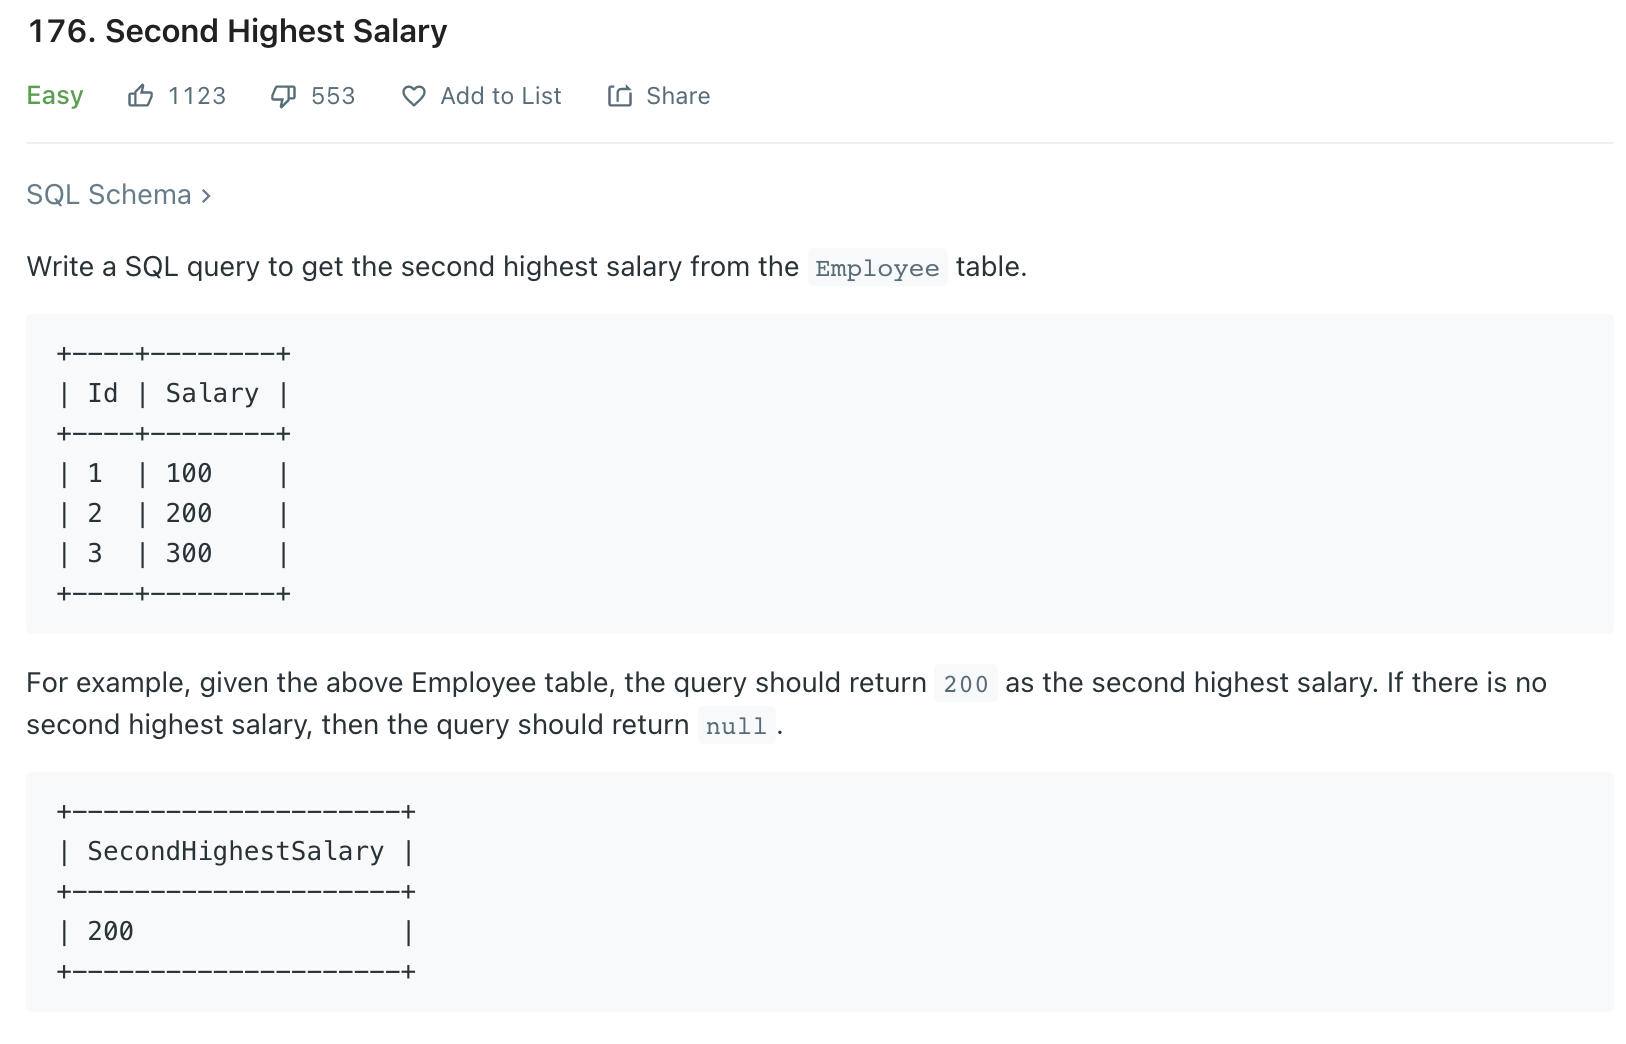 176. Second Highest Salary
Easy 1123 553 Add to List Share
SQL Schema ›
Write a SQL query to get the second highest salary from the Employee table.
+----+--------+
| Id | Salary |
+----+--------+
| 1  | 100    |
| 2  | 200    |
| 3  | 300    |
+----+--------+
For example, given the above Employee table, the query should return 200 as the second highest salary. If there is no
second highest salary, then the query should return null.
+---------------------+
| SecondHighestSalary |
+---------------------+
| 200                 |
+---------------------+